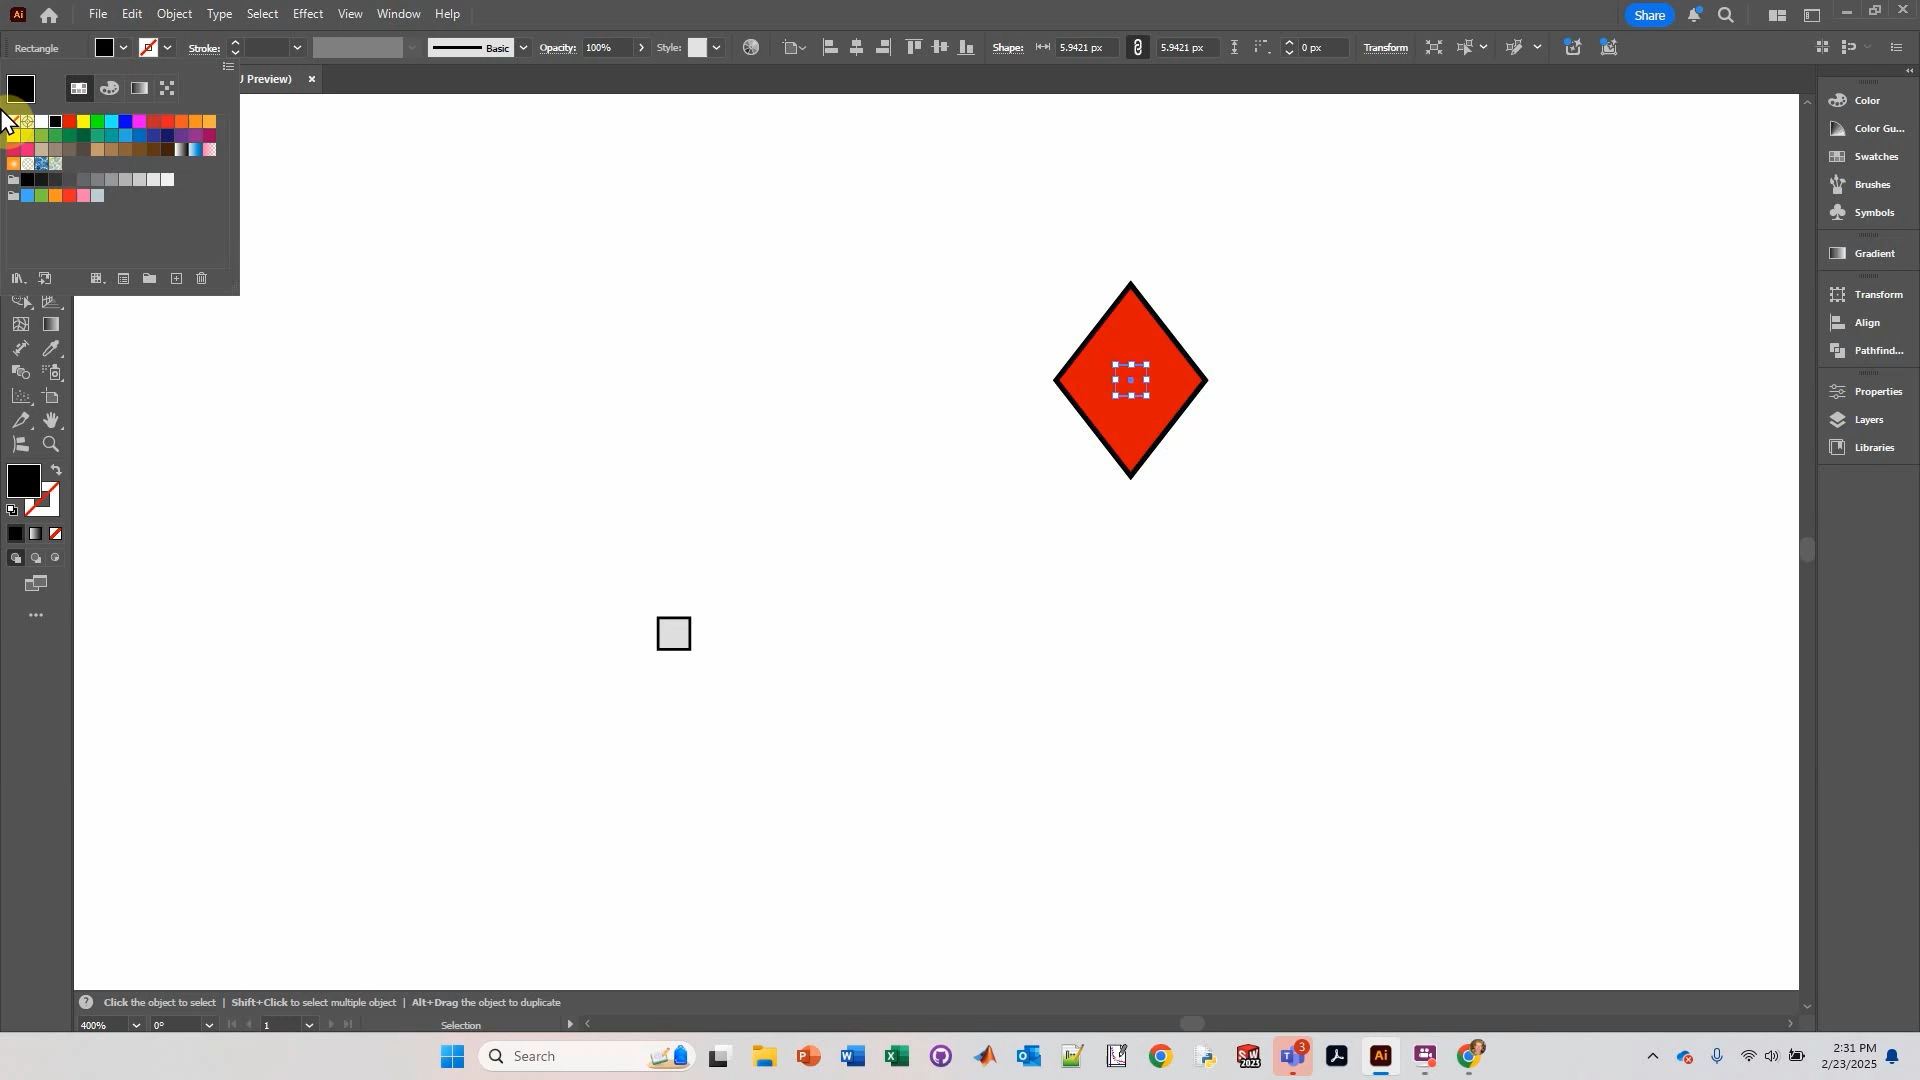 Ai File Edit Object Type Select Effect View Window Help Share
Rectangle Stroke: Basic Opacity: 100% Style: Shape: 5.9421 px 5.9421 px 0 px Transform
J Preview) ×
Color
Color Gu...
Swatches
Brushes
Symbols
Gradient
Transform
Align
Pathfind...
Properties
Layers
Libraries
? Click the object to select | Shift+Click to select multiple object | Alt+Drag the object to duplicate
400% 0° 1 Selection
Search 3 Ai 2:31 PM
2/23/2025